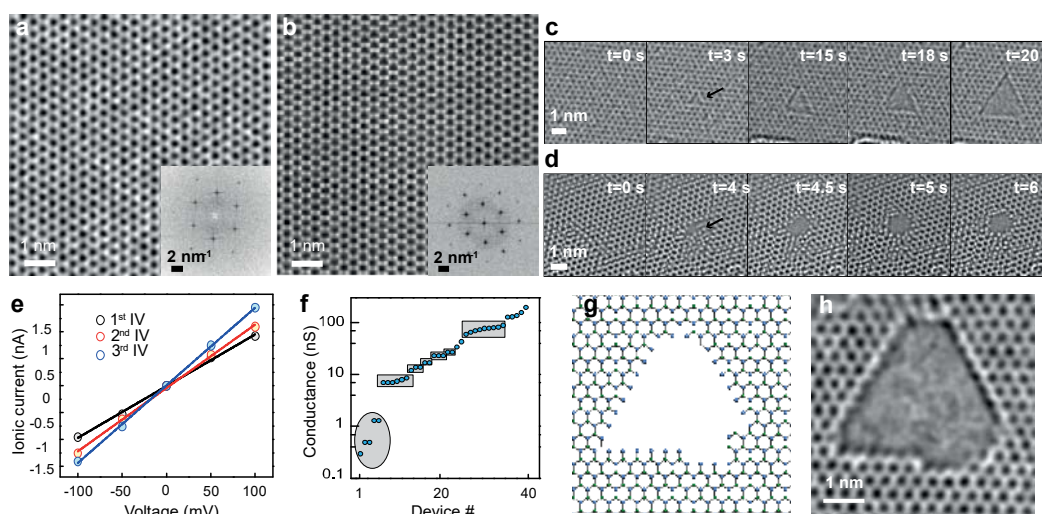 a
1 nm
2 nm⁻¹
b
1 nm
2 nm⁻¹
c
t=0 s
t=3 s
t=15 s
t=18 s
t=20
1 nm
d
t=0 s
t=4 s
t=4.5 s
t=5 s
t=6
e
1st IV
2nd IV
3rd IV
Ionic current (nA)
1.5
1
0.5
0
-0.5
-1
-1.5
-100
-50
0
50
100
Voltage (mV)
f
Conductance (nS)
100
10
1
0.1
1
20
40
Device #
g
h
1 nm